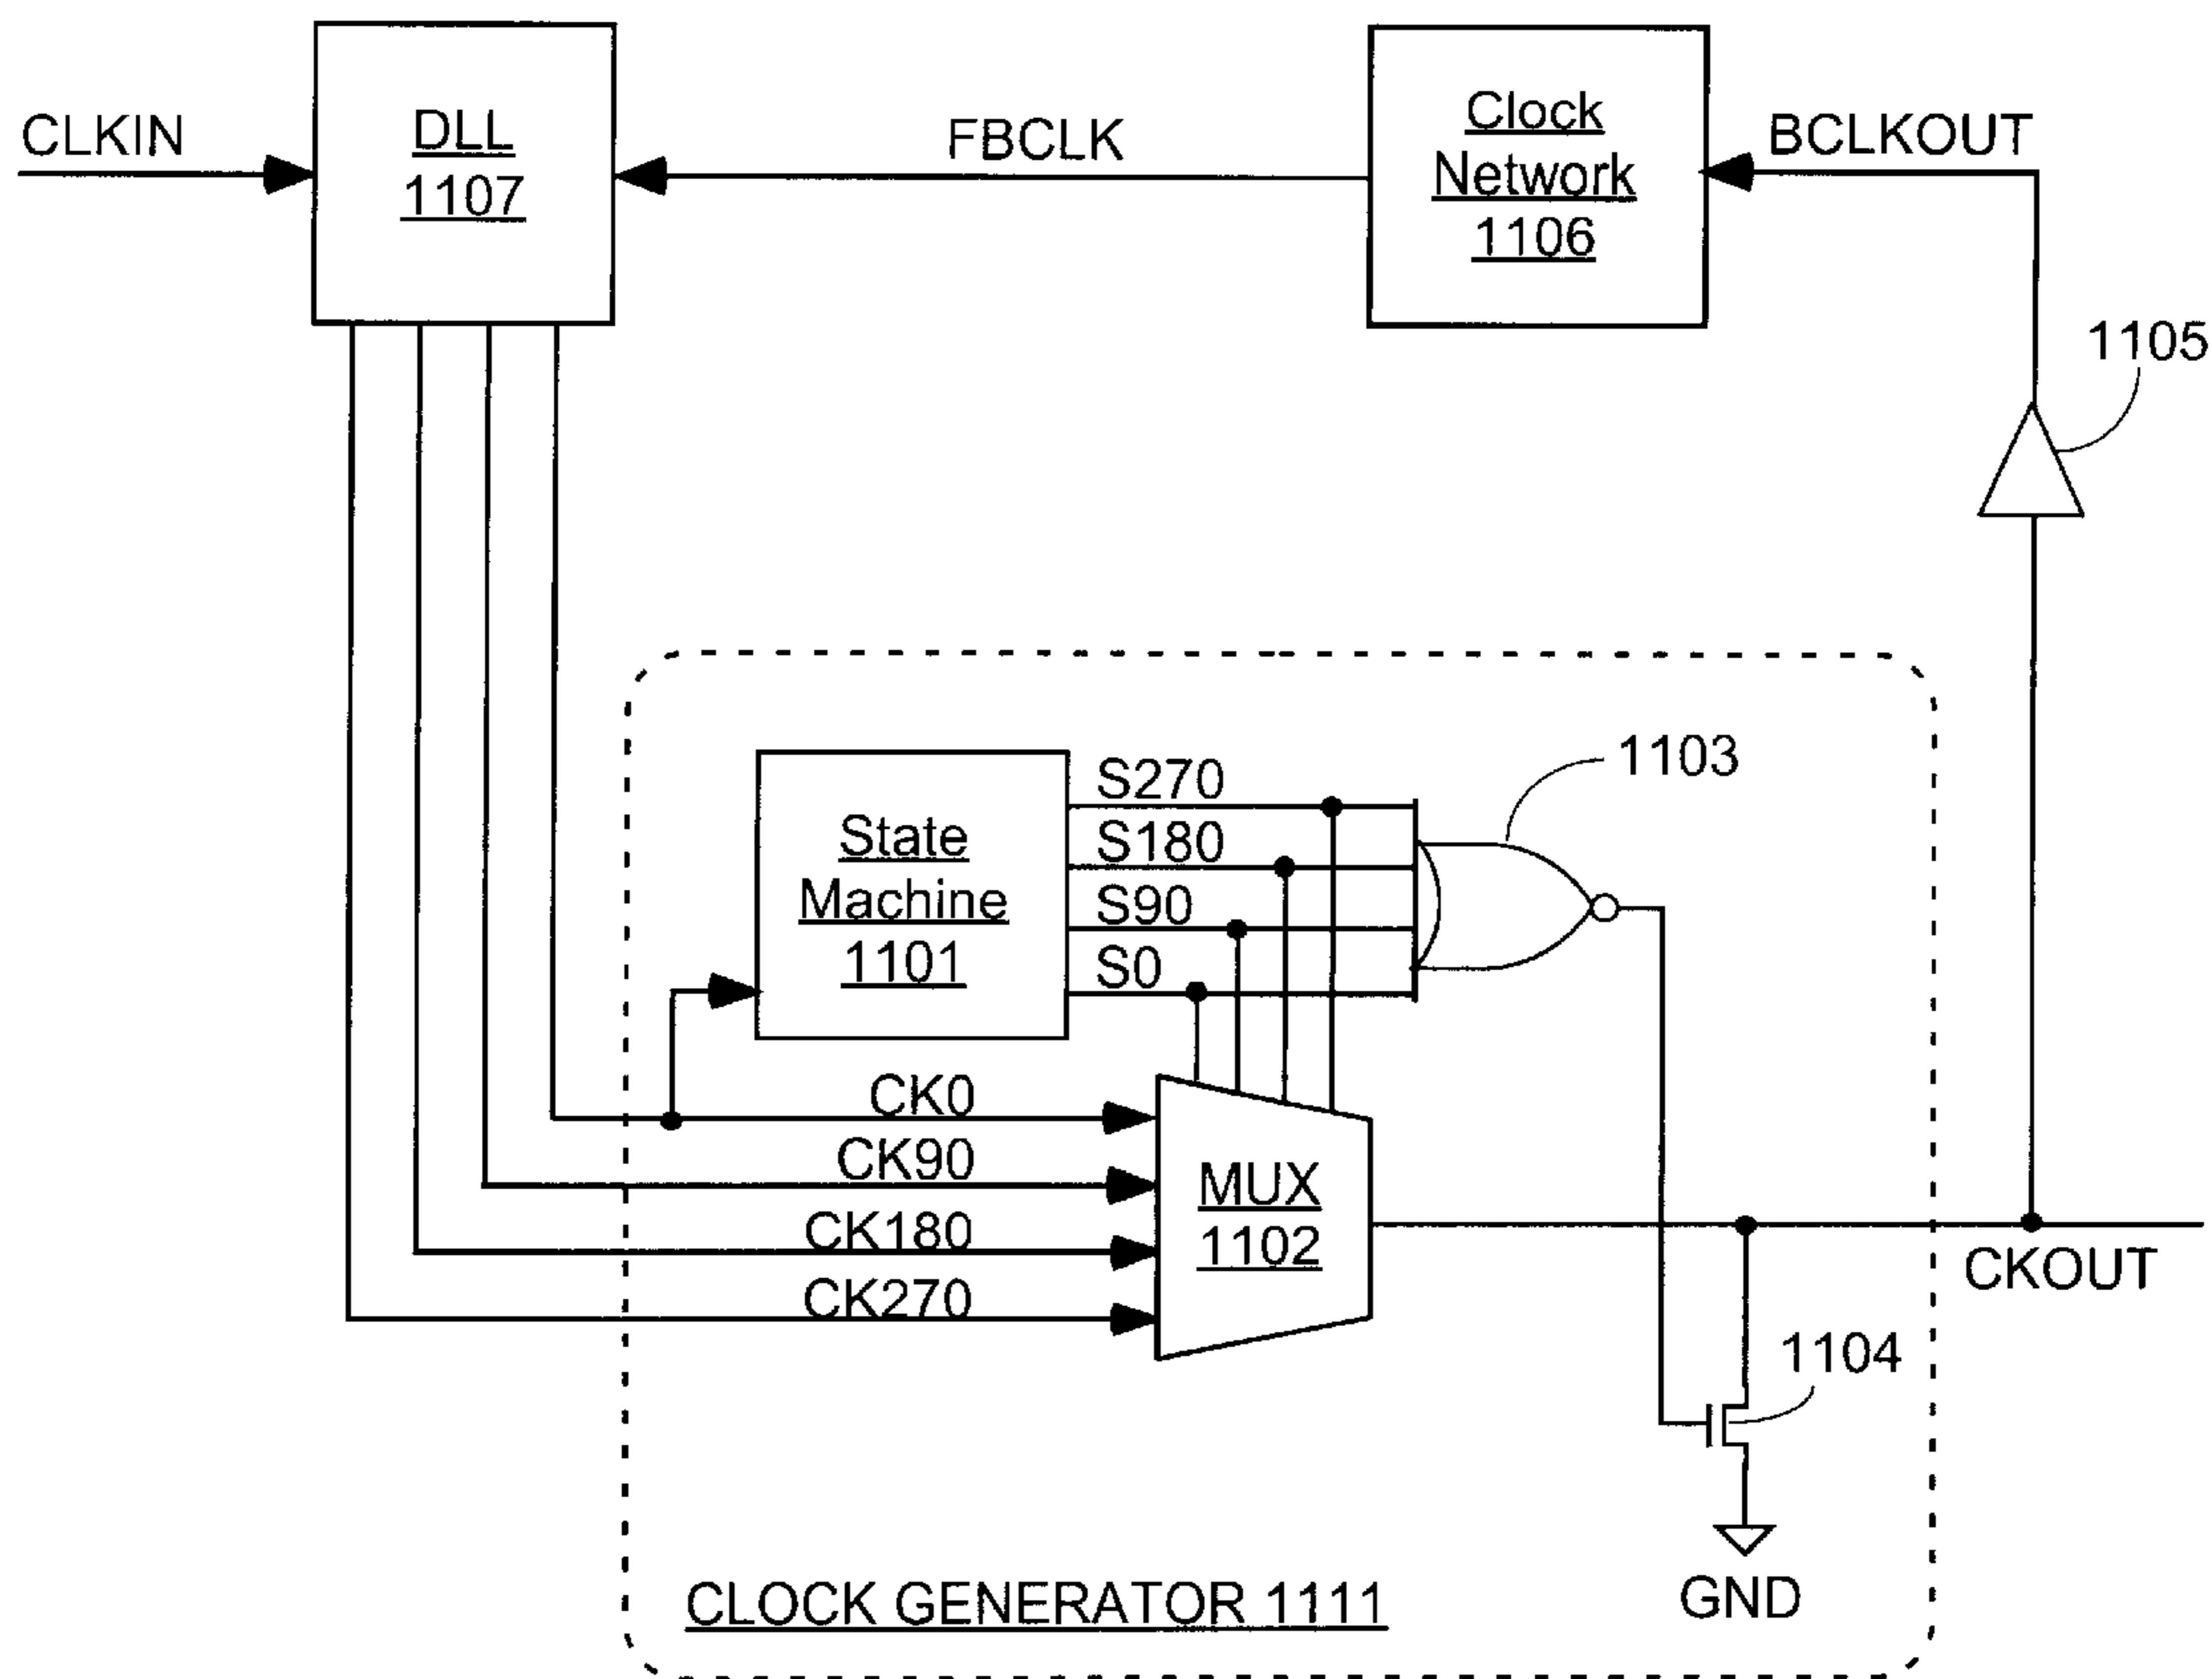 CLKIN
DLL
1107
FBCLK
Clock
Network
1106
BCLKOUT
1105
1103
State
Machine
1101
S270
S180
S90
S0
CK0
CK90
CK180
CK270
MUX
1102
CKOUT
1104
GND
CLOCK GENERATOR 1111